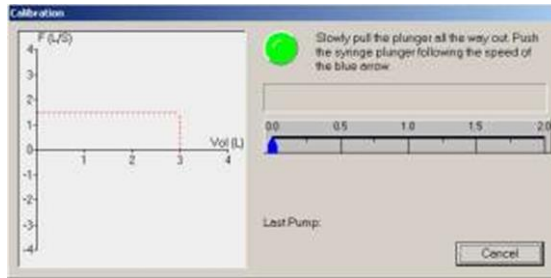 Calibration
F (L/S)
4
3
2
1
0
-1
-2
-3
-4
1 2 3 4
Vol (L)
Slowly pull the plunger all the way out. Push
the syringe plunger following the speed of
the blue arrow.
0.0 0.5 1.0 1.5 2.0
Last Pump:
Cancel